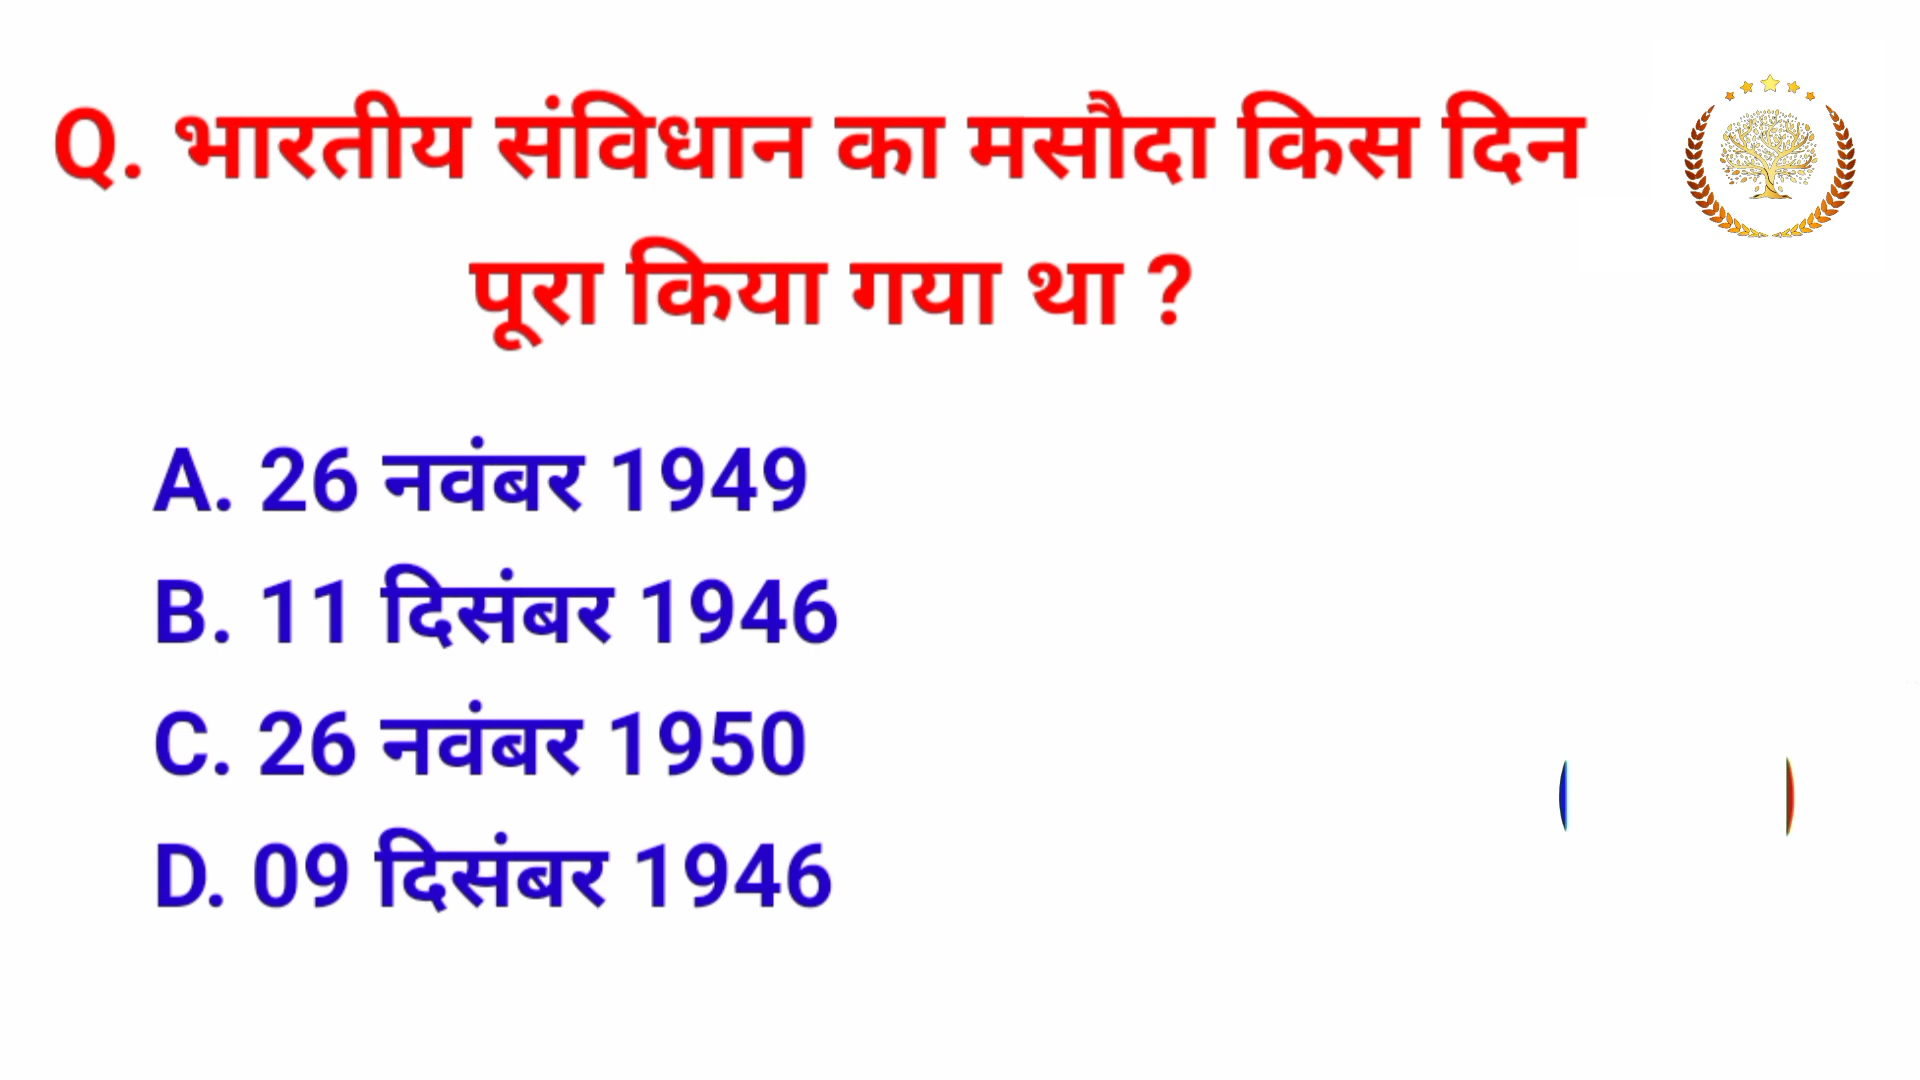 Q. भारतीय संविधान का मसौदा किस दिन
पूरा किया गया था ?
A. 26 नवंबर 1949
B. 11 दिसंबर 1946
C. 26 नवंबर 1950
D. 09 दिसंबर 1946